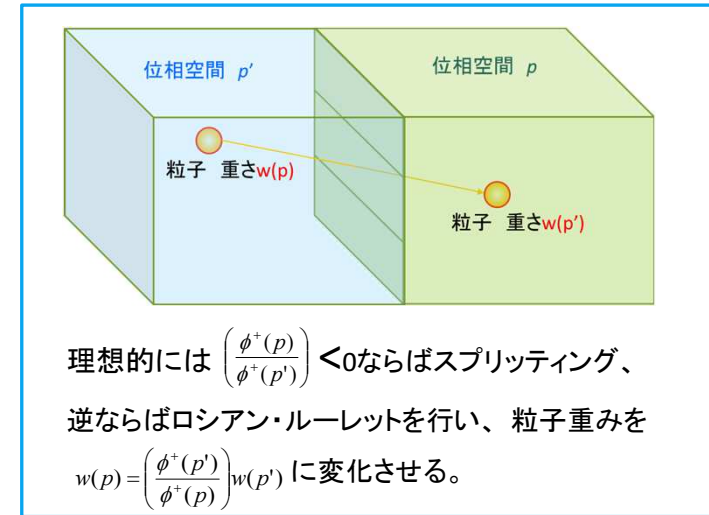 位相空間 p′
位相空間 p
粒子 重さw(p)
粒子 重さw(p′)
理想的には (ϕ⁺(p)/ϕ⁺(p')) <0ならばスプリッティング、
逆ならばロシアン・ルーレットを行い、粒子重みを
w(p)=(ϕ⁺(p')/ϕ⁺(p))w(p') に変化させる。